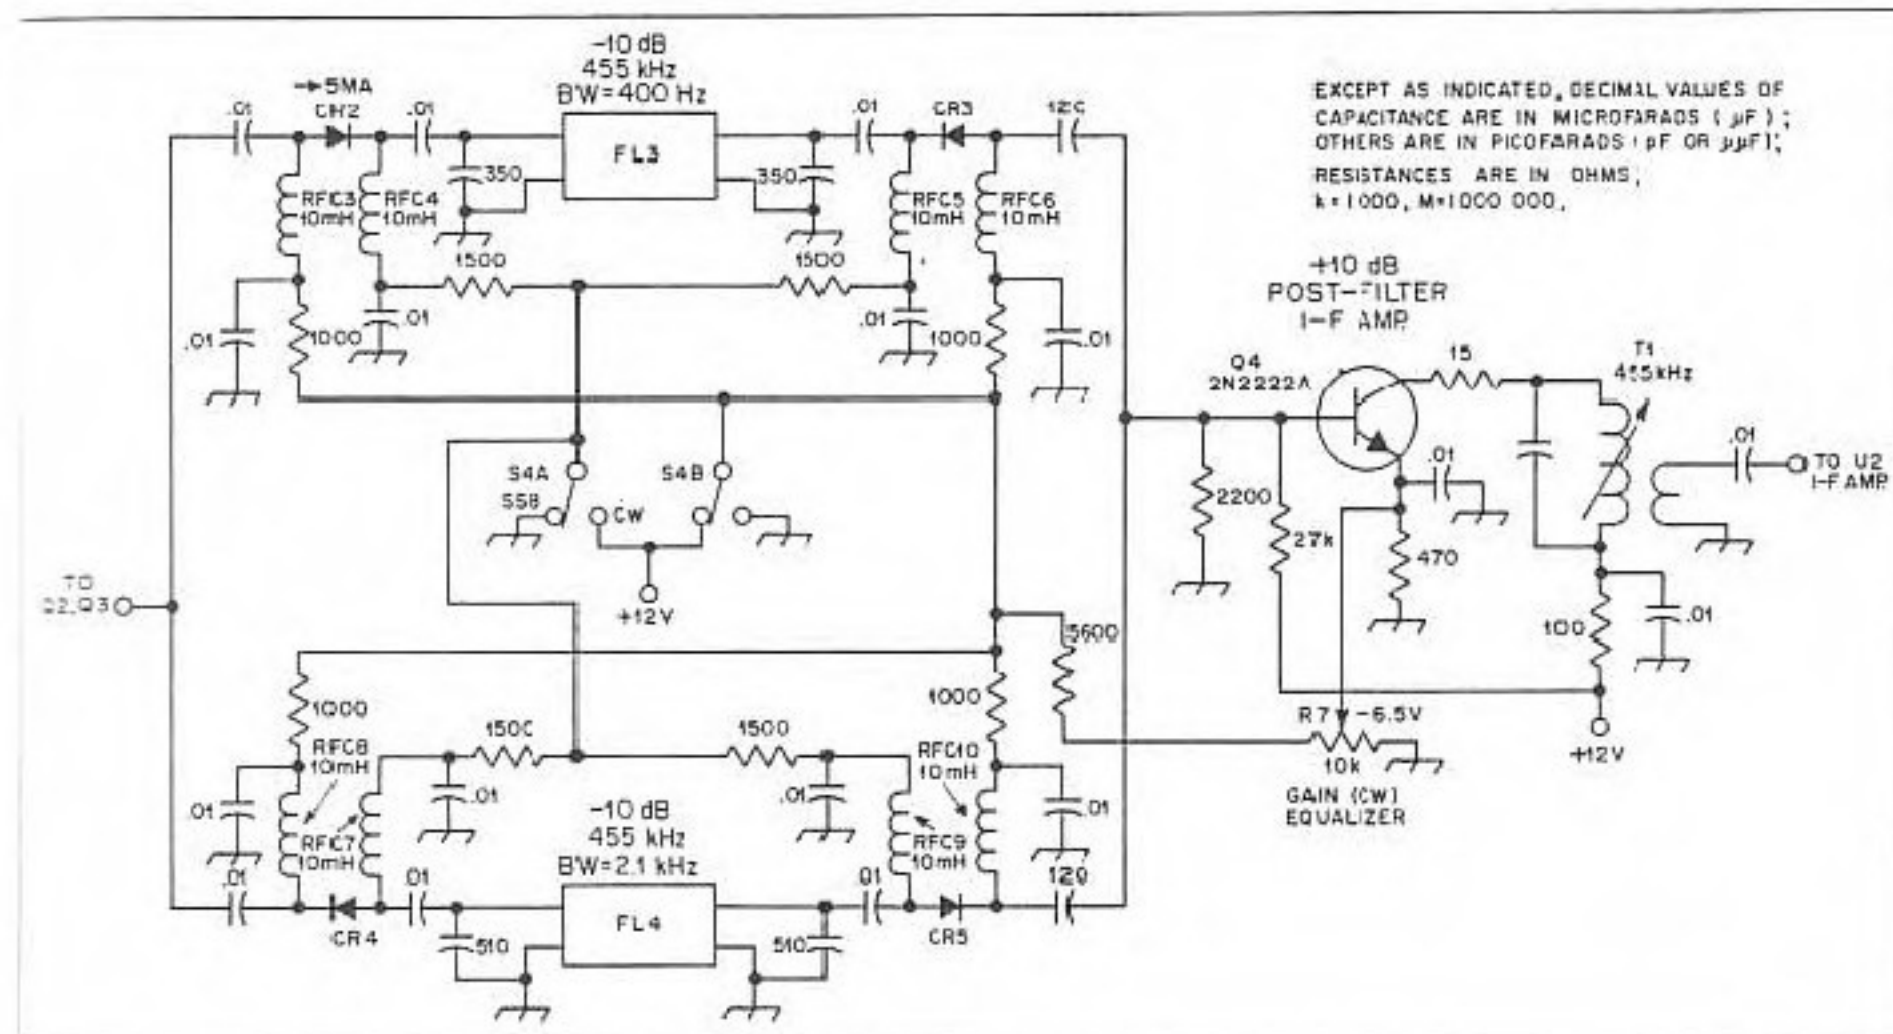 -10 dB
455 kHz
BW=400 Hz
→5MA
CR2
.01
.01
FL3
.01
CR3
350
350
RFC3
10mH
RFC4
10mH
RFC5
10mH
RFC6
10mH
1500
1500
.01
1000
.01
.01
1000
.01
EXCEPT AS INDICATED, DECIMAL VALUES OF
CAPACITANCE ARE IN MICROFARADS (µF);
OTHERS ARE IN PICOFARADS (pF OR µµF);
RESISTANCES ARE IN OHMS;
k=1000, M=1000 000.
+10 dB
POST-FILTER
I-F AMP.
Q4
2N2222A
15
T1
455kHz
.01
TO U2
I-F AMP.
.01
2200
27k
470
100
.01
+12V
S4A
S4B
SSB
CW
+12V
TO
Q2,Q3
5600
R7
-6.5V
10k
GAIN (CW)
EQUALIZER
1000
1500
1500
1000
RFC8
10mH
RFC10
10mH
.01
.01
.01
.01
RFC7
10mH
RFC9
10mH
-10 dB
455 kHz
BW=2.1 kHz
.01
CR4
.01
FL4
.01
CR5
120
510
510